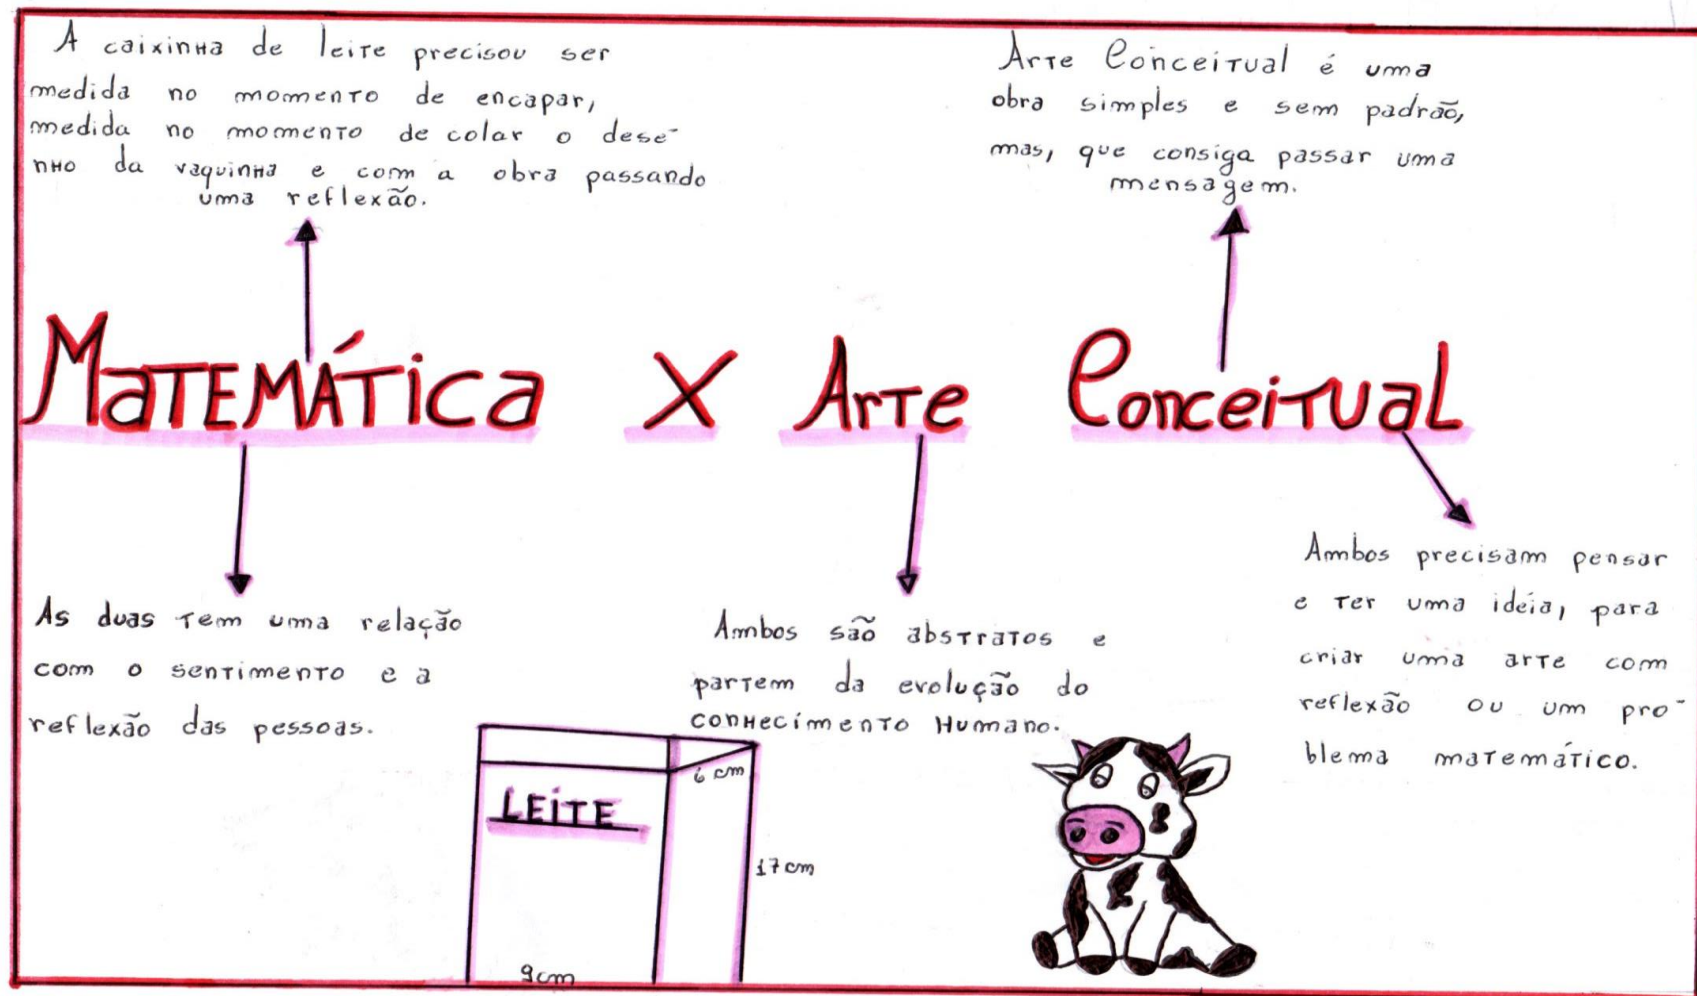 A caixinha de leite precisou ser
medida no momento de encapar,
medida no momento de colar o dese-
nho da vaquinha e com a obra passando
uma reflexão.
Arte Conceitual é uma
obra simples e sem padrão,
mas, que consiga passar uma
mensagem.
MATEMÁTICA X Arte Conceitual
As duas tem uma relação
com o sentimento e a
reflexão das pessoas.
Ambos são abstratos e
partem da evolução do
conhecimento Humano.
Ambos precisam pensar
e ter uma idéia, para
criar uma arte com
reflexão ou um pro-
blema matemático.
LEITE
6 cm
17 cm
9 cm